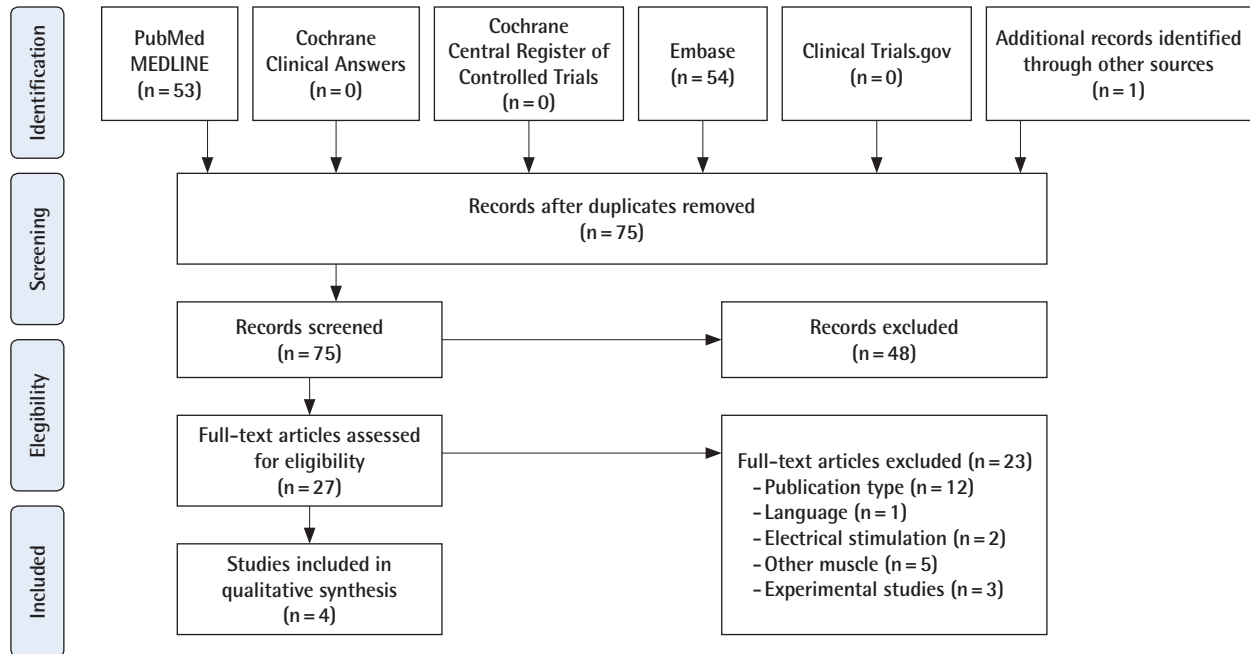 Identification
PubMed
MEDLINE
(n=53)
Cochrane
Clinical Answers
(n=0)
Cochrane
Central Register of
Controlled Trials
(n=0)
Embase
(n=54)
Clinical Trials.gov
(n=0)
Additional records identified
through other sources
(n=1)
Screening
Records after duplicates removed
(n=75)
Records screened
(n=75)
Records excluded
(n=48)
Elegibility
Full-text articles assessed
for eligibility
(n=27)
Full-text articles excluded (n=23)
-Publication type (n=12)
-Language (n=1)
-Electrical stimulation (n=2)
-Other muscle (n=5)
-Experimental studies (n=3)
Included
Studies included in
qualitative synthesis
(n=4)